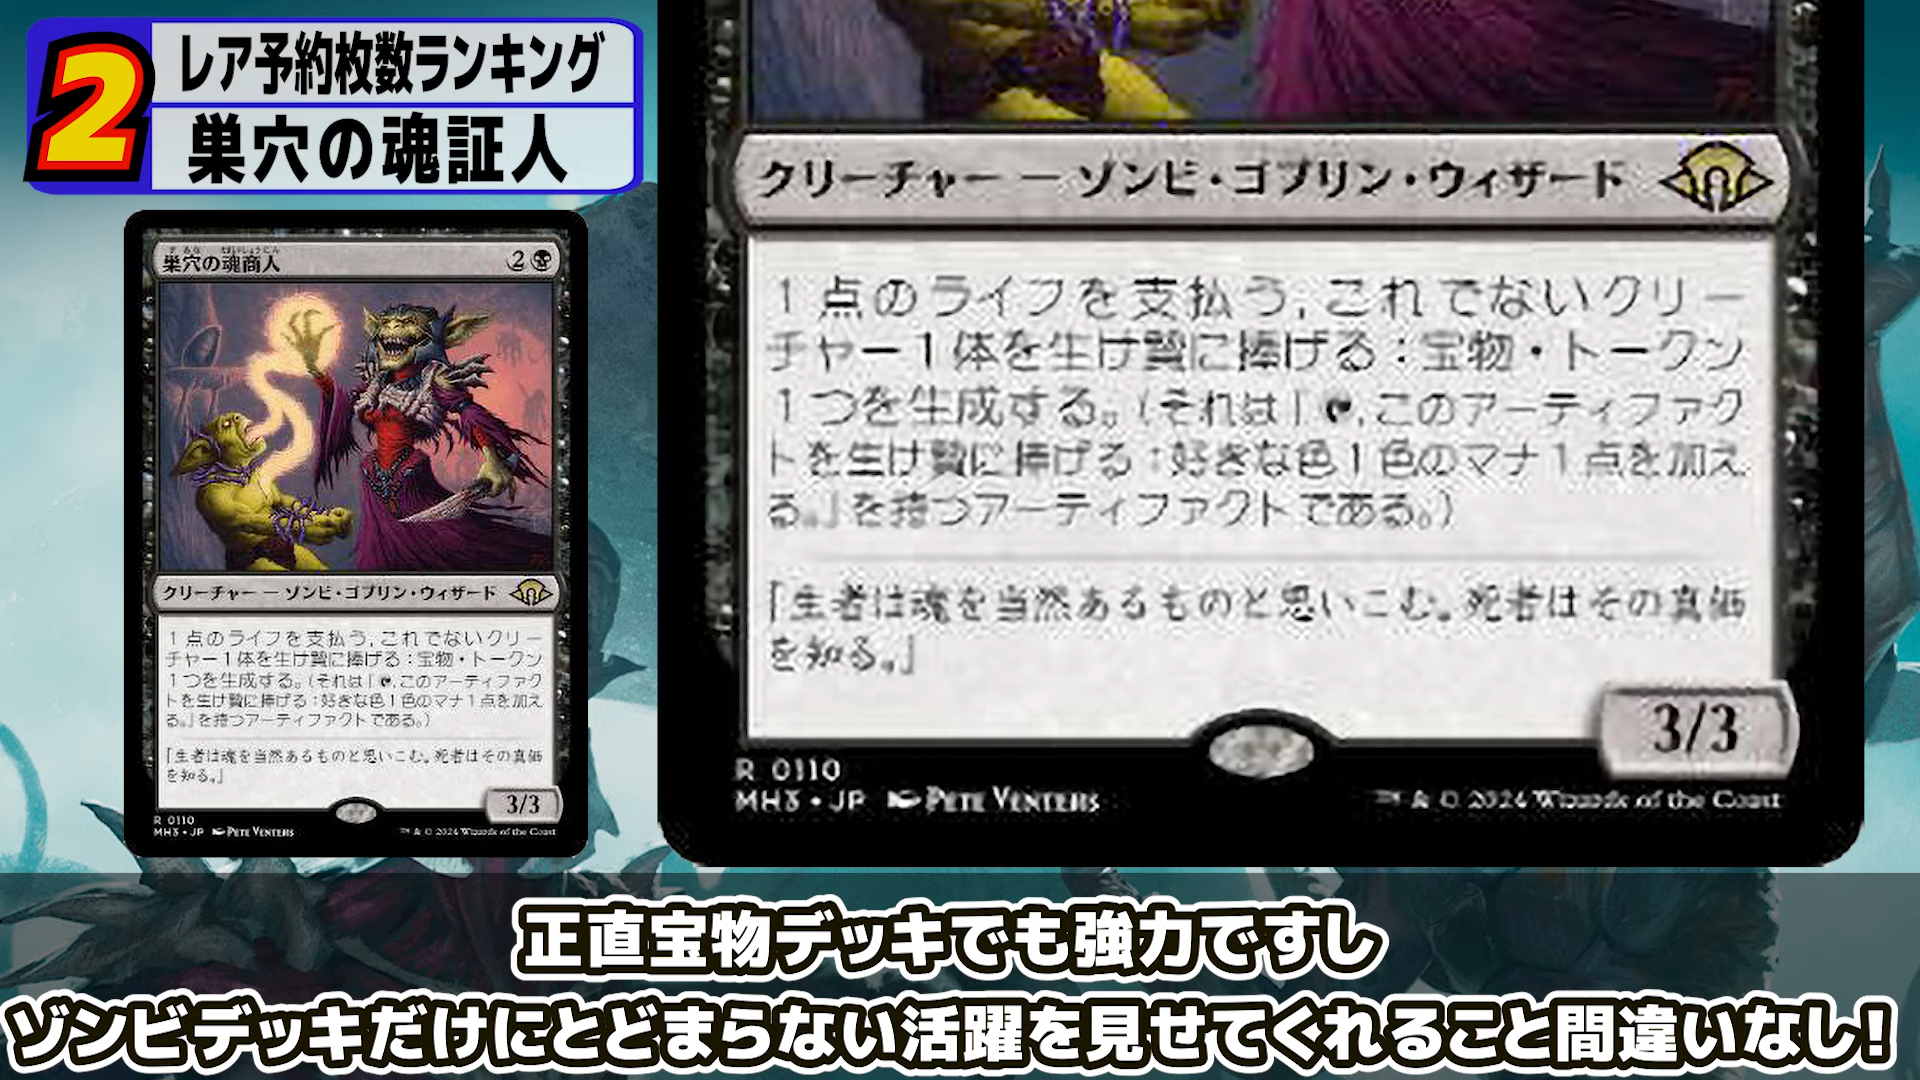 2
レア予約枚数ランキング
巣穴の魂証人
巣穴の魂商人
2
クリーチャー — ゾンビ・ゴブリン・ウィザード
1点のライフを支払う,これでないクリー
チャー1体を生け贄に捧げる：宝物・トークン
1つを生成する。(それは「,このアーティファク
トを生け贄に捧げる：好きな色1色のマナ1点を加え
る。」を持つアーティファクトである。)
「生者は魂を当然あるものと思いこむ。死者はその真価
を知る。」
3/3
R 0110
MH3・JP PETE VENTERS
™ & © 2024 Wizards of the Coast
クリーチャー — ゾンビ・ゴブリン・ウィザード
1点のライフを支払う,これでないクリー
チャー1体を生け贄に捧げる：宝物・トークン
1つを生成する。(それは「,このアーティファク
トを生け贄に捧げる：好きな色1色のマナ1点を加え
る。」を持つアーティファクトである。)
「生者は魂を当然あるものと思いこむ。死者はその真価
を知る。」
3/3
R 0110
MH3・JP PETE VENTERS
™ & © 2024 Wizards of the Coast
正直宝物デッキでも強力ですし
ゾンビデッキだけにとどまらない活躍を見せてくれること間違いなし!